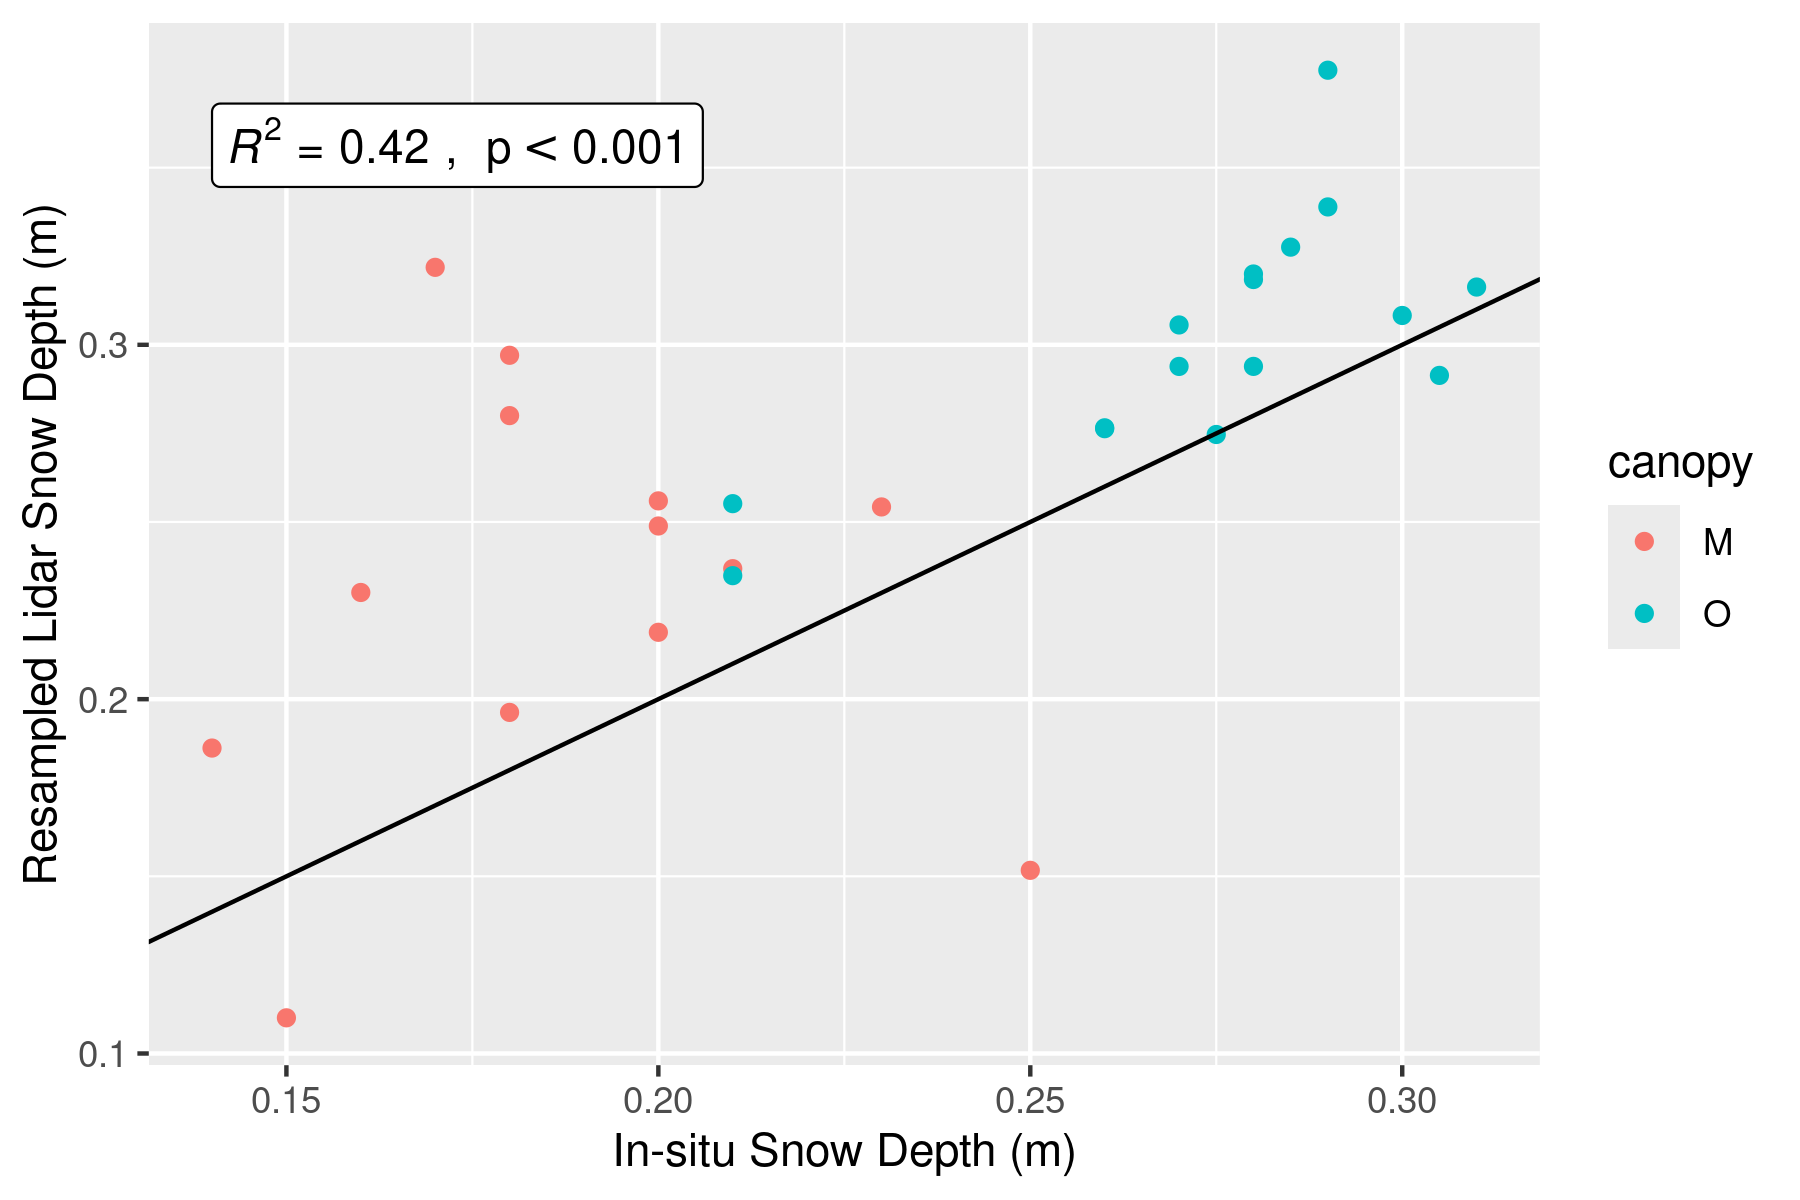 R² = 0.42 , p < 0.001
Resampled Lidar Snow Depth (m)
0.3
0.2
0.1
0.15 0.20 0.25 0.30
In-situ Snow Depth (m)
canopy
M
O